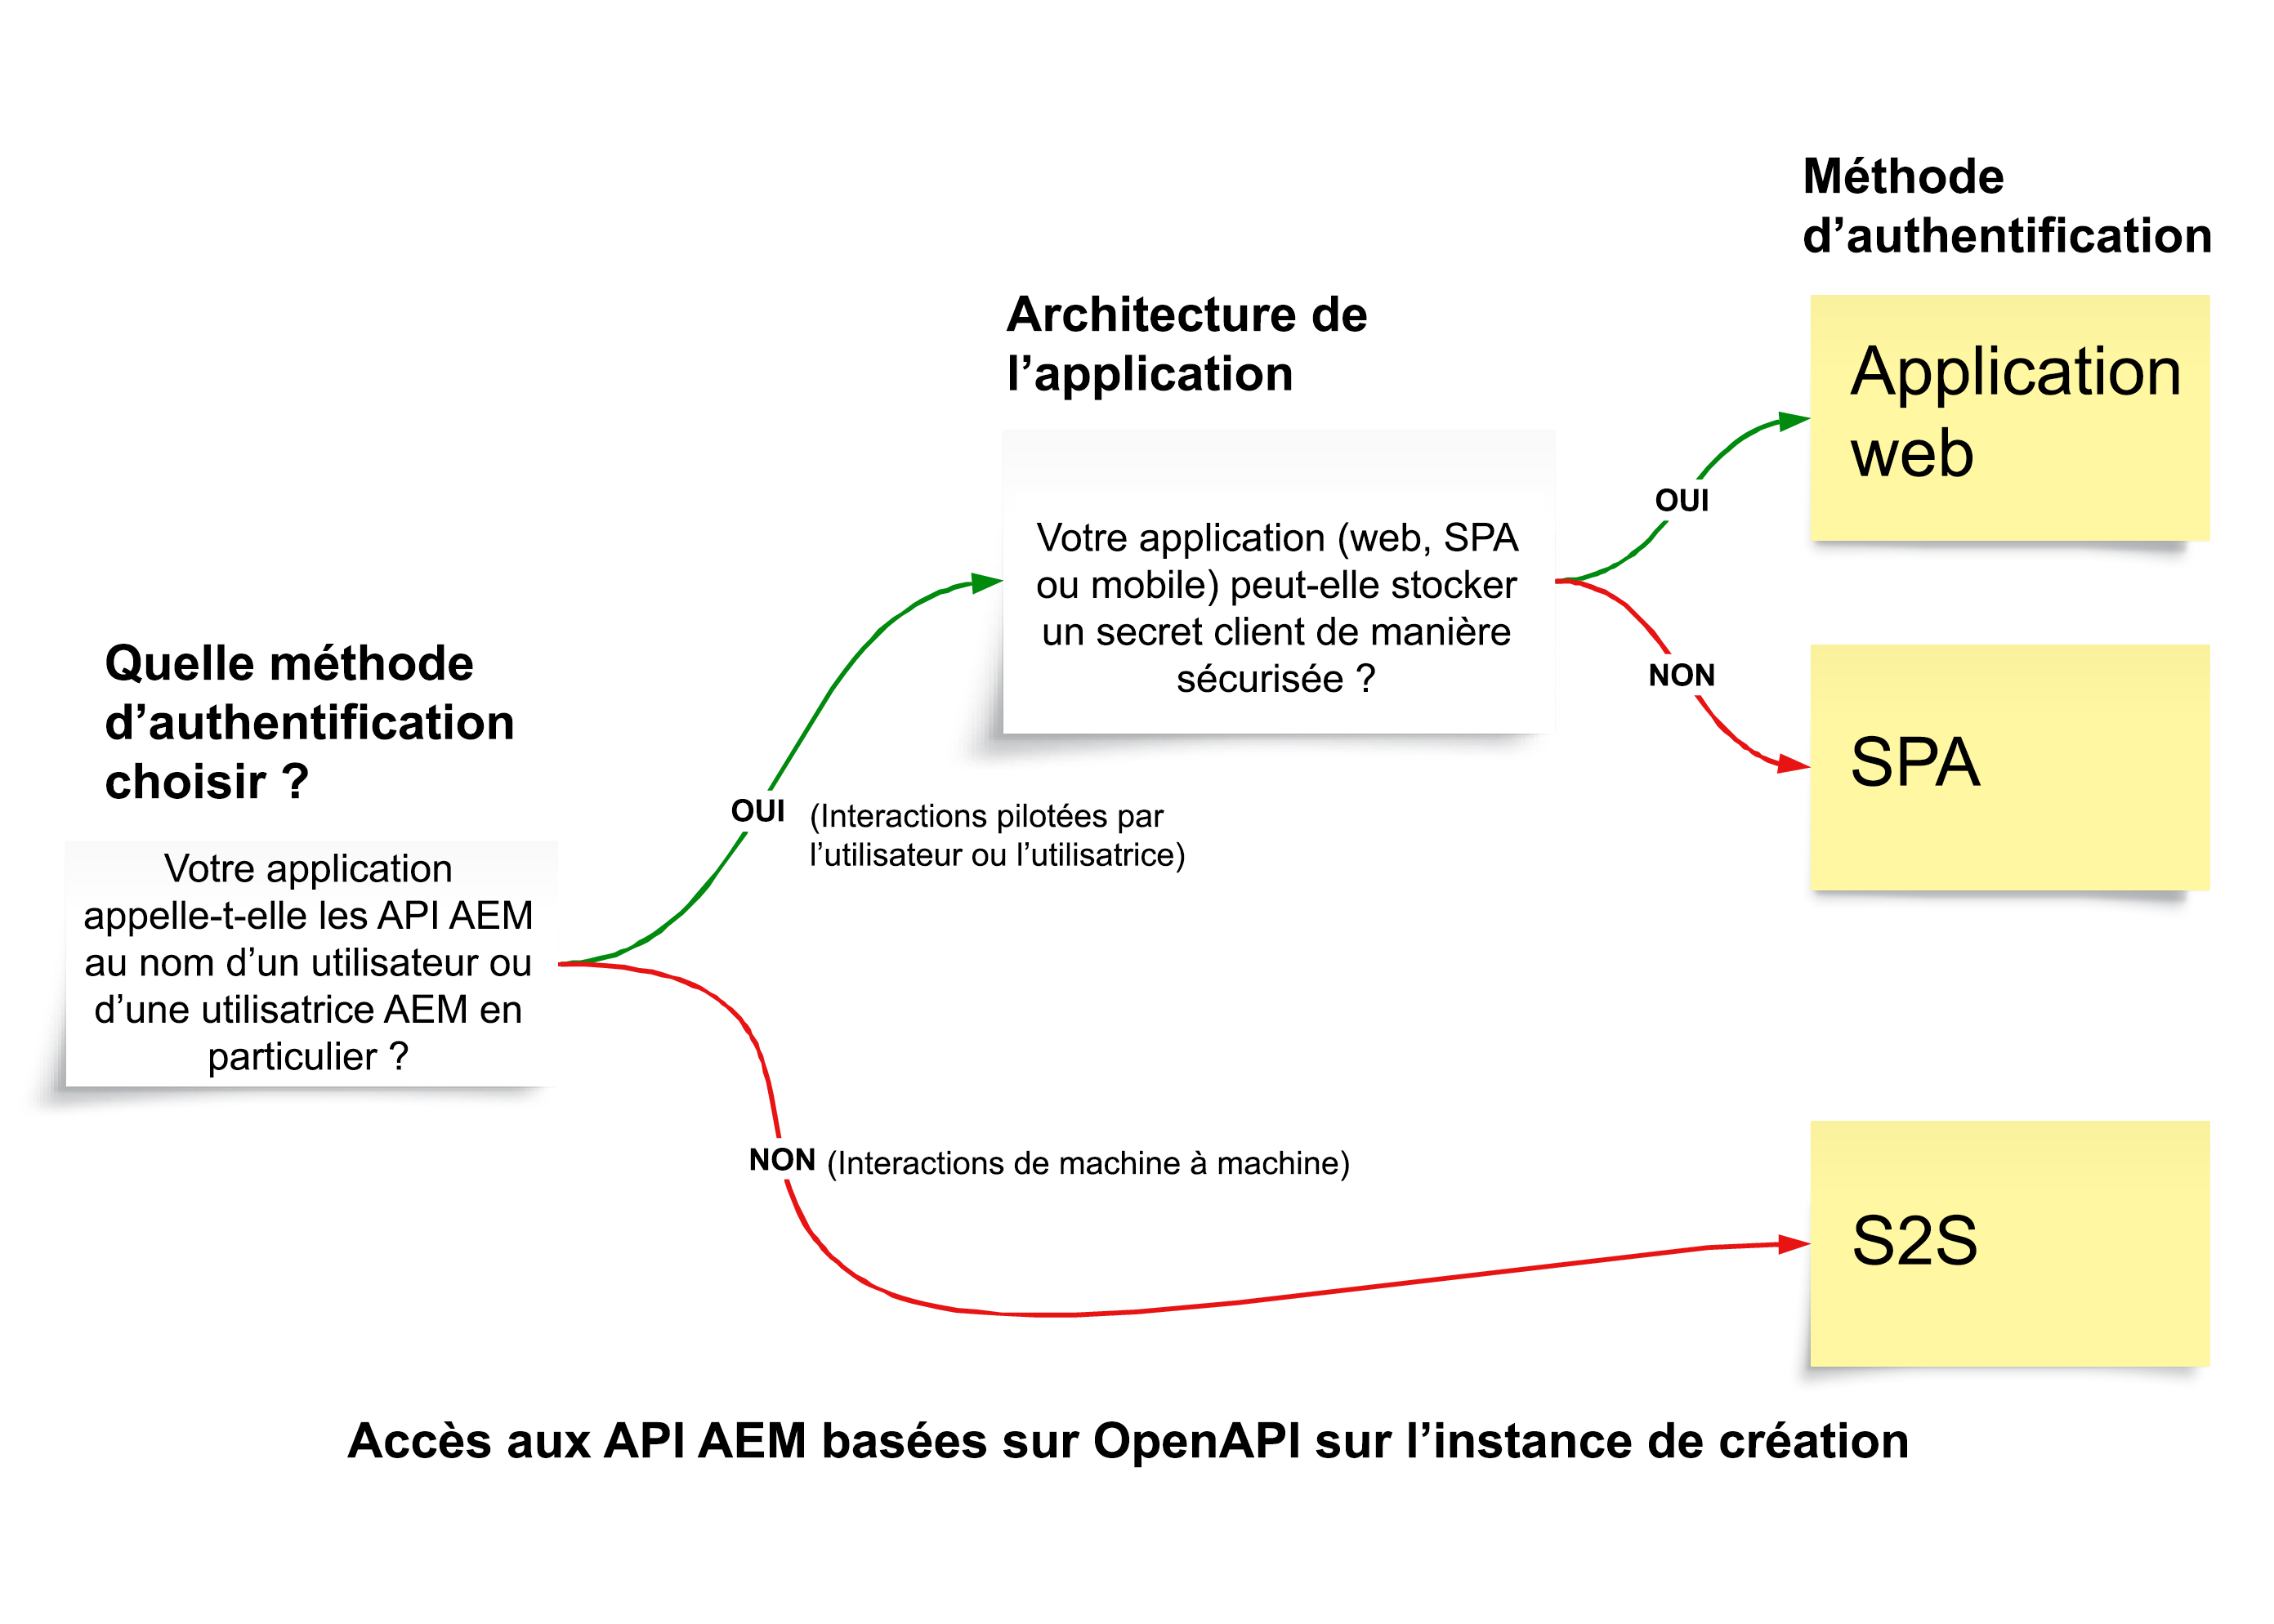 Méthode
d’authentification
Architecture de
l’application
Application
web
OUI
Votre application (web, SPA
ou mobile) peut-elle stocker
un secret client de manière
sécurisée ?
NON
SPA
Quelle méthode
d’authentification
choisir ?
OUI
(Interactions pilotées par
l’utilisateur ou l’utilisatrice)
Votre application
appelle-t-elle les API AEM
au nom d’un utilisateur ou
d’une utilisatrice AEM en
particulier ?
NON (Interactions de machine à machine)
S2S
Accès aux API AEM basées sur OpenAPI sur l’instance de création